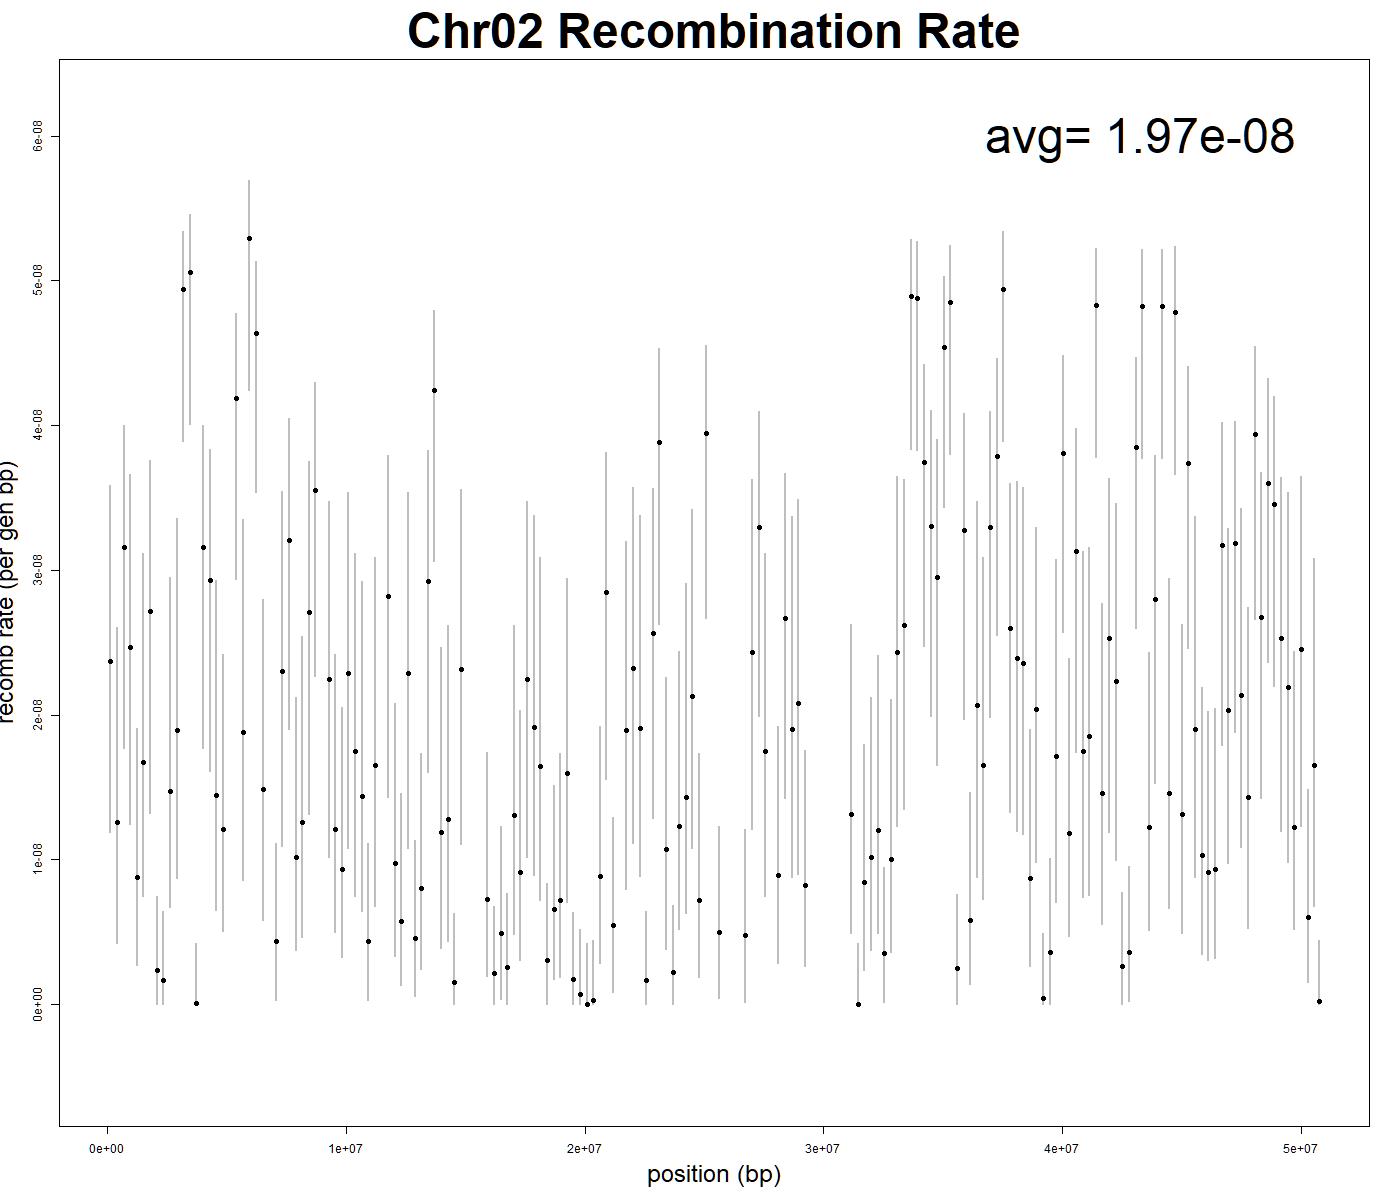 Chr02 Recombination Rate
avg= 1.97e-08
recomb rate (per gen bp)
6e-08
5e-08
4e-08
3e-08
2e-08
1e-08
0e+00
0e+00 1e+07 2e+07 3e+07 4e+07 5e+07
position (bp)